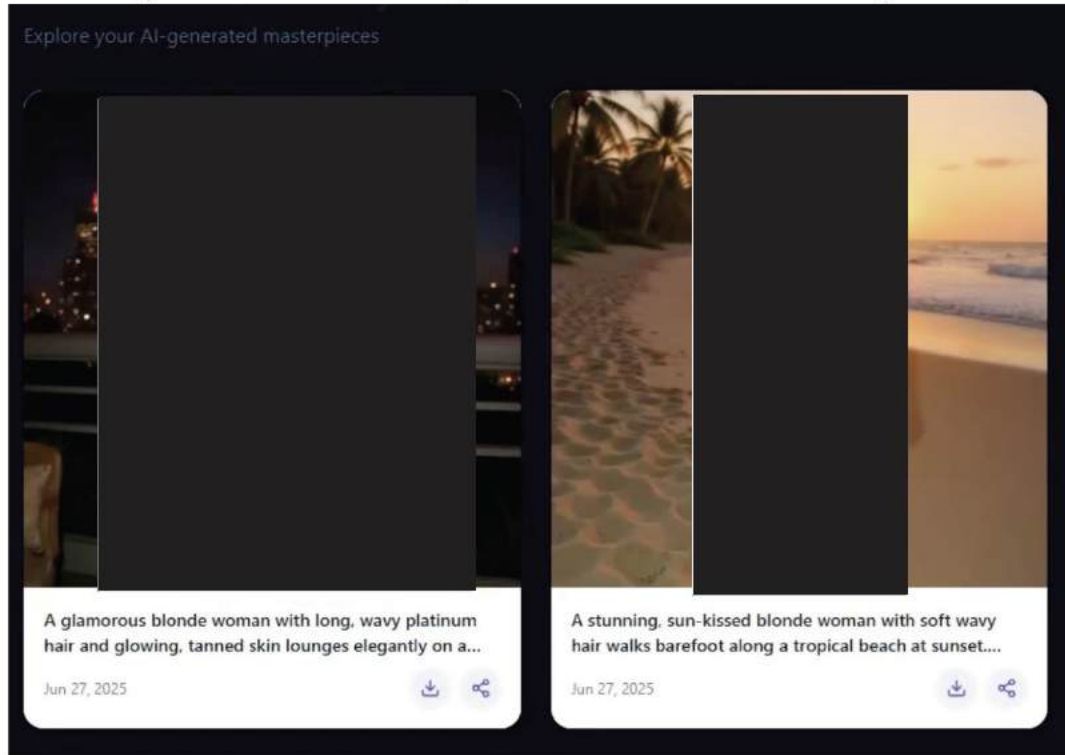 Explore your AI-generated masterpieces
A glamorous blonde woman with long, wavy platinum
hair and glowing, tanned skin lounges elegantly on a...
Jun 27, 2025
A stunning, sun-kissed blonde woman with soft wavy
hair walks barefoot along a tropical beach at sunset....
Jun 27, 2025